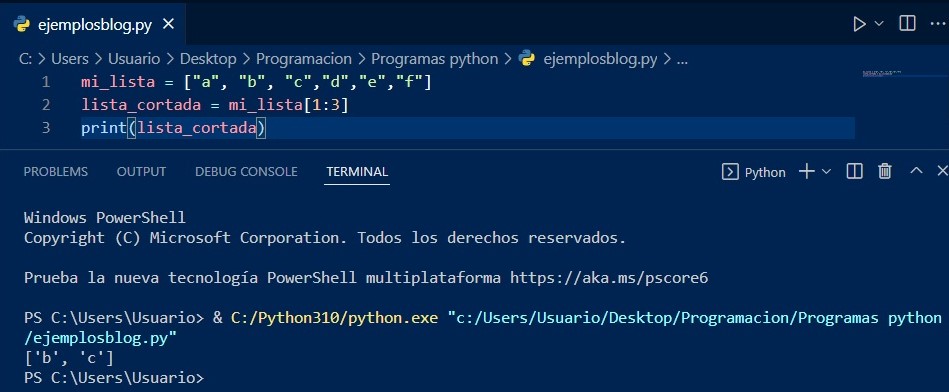 ejemplosblog.py
C: > Users > Usuario > Desktop > Programacion > Programas python > ejemplosblog.py > ...
1 mi_lista = ["a", "b", "c","d","e","f"]
2 lista_cortada = mi_lista[1:3]
3 print(lista_cortada)
PROBLEMS OUTPUT DEBUG CONSOLE TERMINAL Python
Windows PowerShell
Copyright (C) Microsoft Corporation. Todos los derechos reservados.
Prueba la nueva tecnología PowerShell multiplataforma https://aka.ms/pscore6
PS C:\Users\Usuario> & C:/Python310/python.exe "c:/Users/Usuario/Desktop/Programacion/Programas python
/ejemplosblog.py"
['b', 'c']
PS C:\Users\Usuario>